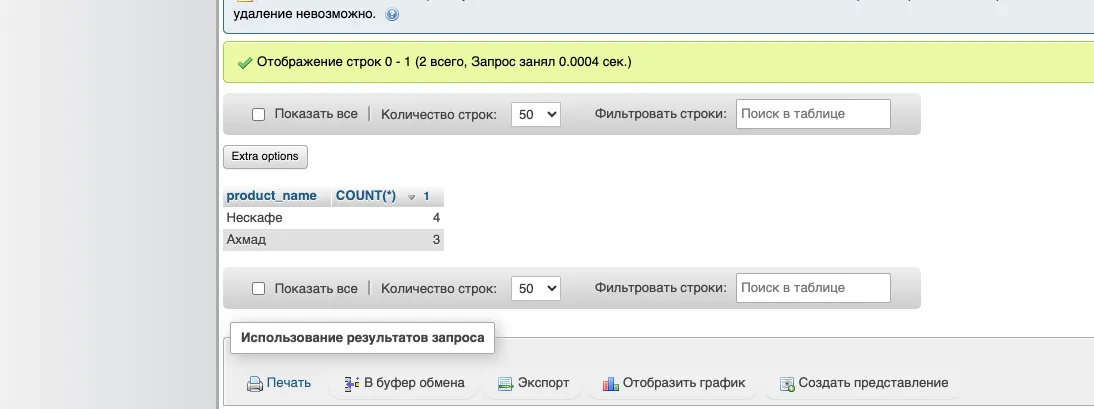 удаление невозможно.
Отображение строк 0 - 1 (2 всего, Запрос занял 0.0004 сек.)
Показать все | Количество строк: 50 Фильтровать строки: Поиск в таблице
Extra options
product_name COUNT(*) 1
Нескафе 4
Ахмад 3
Показать все | Количество строк: 50 Фильтровать строки: Поиск в таблице
Использование результатов запроса
Печать В буфер обмена Экспорт Отобразить график Создать представление